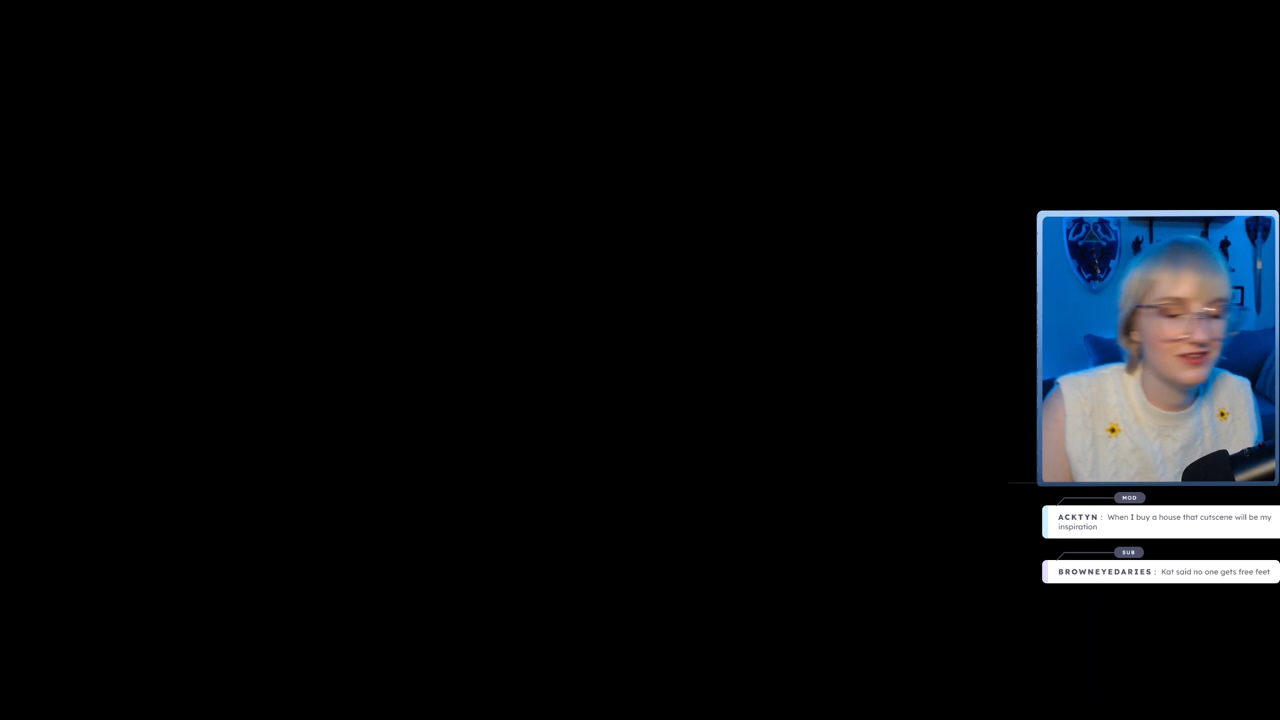 MOD
ACKTYN : When I buy a house that cutscene will be my
inspiration
SUB
BROWNEYEDARIES : Kat said no one gets free feet